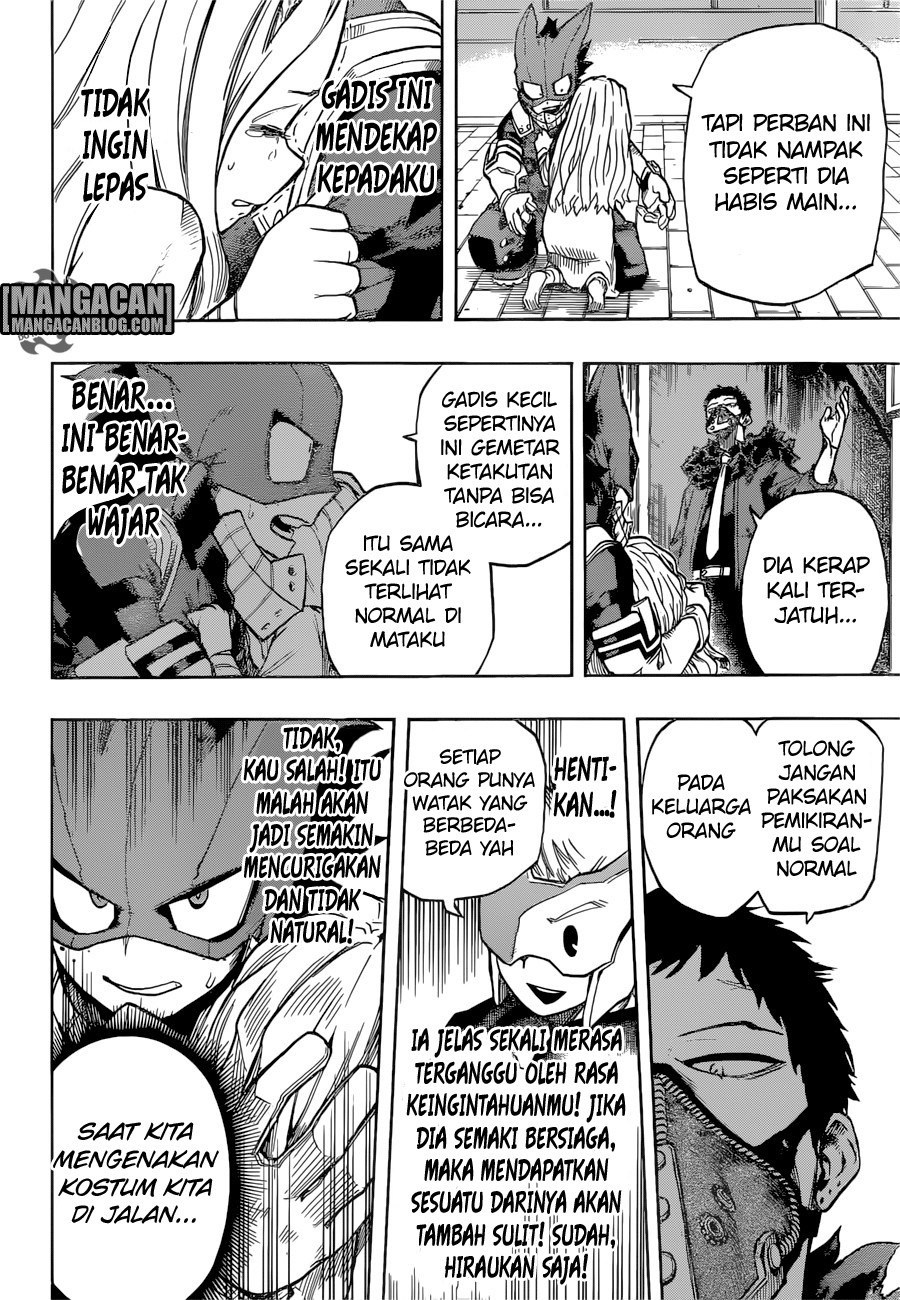 TAPI PERBAN INI
TIDAK NAMPAK
SEPERTI DIA
HABIS MAIN...
GADIS INI
MENDEKAP
KEPADAKU
TIDAK
INGIN
LEPAS
[MANGACAN]
MANGACANBLOG.COM
DIA KERAP
KALI TER-
JATUH...
GADIS KECIL
SEPERTINYA
INI GEMETAR
KETAKUTAN
TANPA BISA
BICARA...
ITU SAMA
SEKALI TIDAK
TERLIHAT
NORMAL DI
MATAKU
BENAR...
INI BENAR-
BENAR TAK
WAJAR
TOLONG
JANGAN
PAKSAKAN
PEMIKIRAN-
MU SOAL
NORMAL
PADA
KELUARGA
ORANG
HENTI-
KAN...!
SETIAP
ORANG PUNYA
WATAK YANG
BERBEDA-
BEDA YAH
IA JELAS SEKALI MERASA
TERGANGGU OLEH RASA
KEINGINTAHUANMU! JIKA
DIA SEMAKI BERSIAGA,
MAKA MENDAPATKAN
SESUATU DARINYA AKAN
TAMBAH SULIT! SUDAH,
HIRAUKAN SAJA!
TIDAK,
KAU SALAH! ITU
MALAH AKAN
JADI SEMAKIN
MENCURIGAKAN
DAN TIDAK
NATURAL!
SAAT KITA
MENGENAKAN
KOSTUM KITA
DI JALAN...